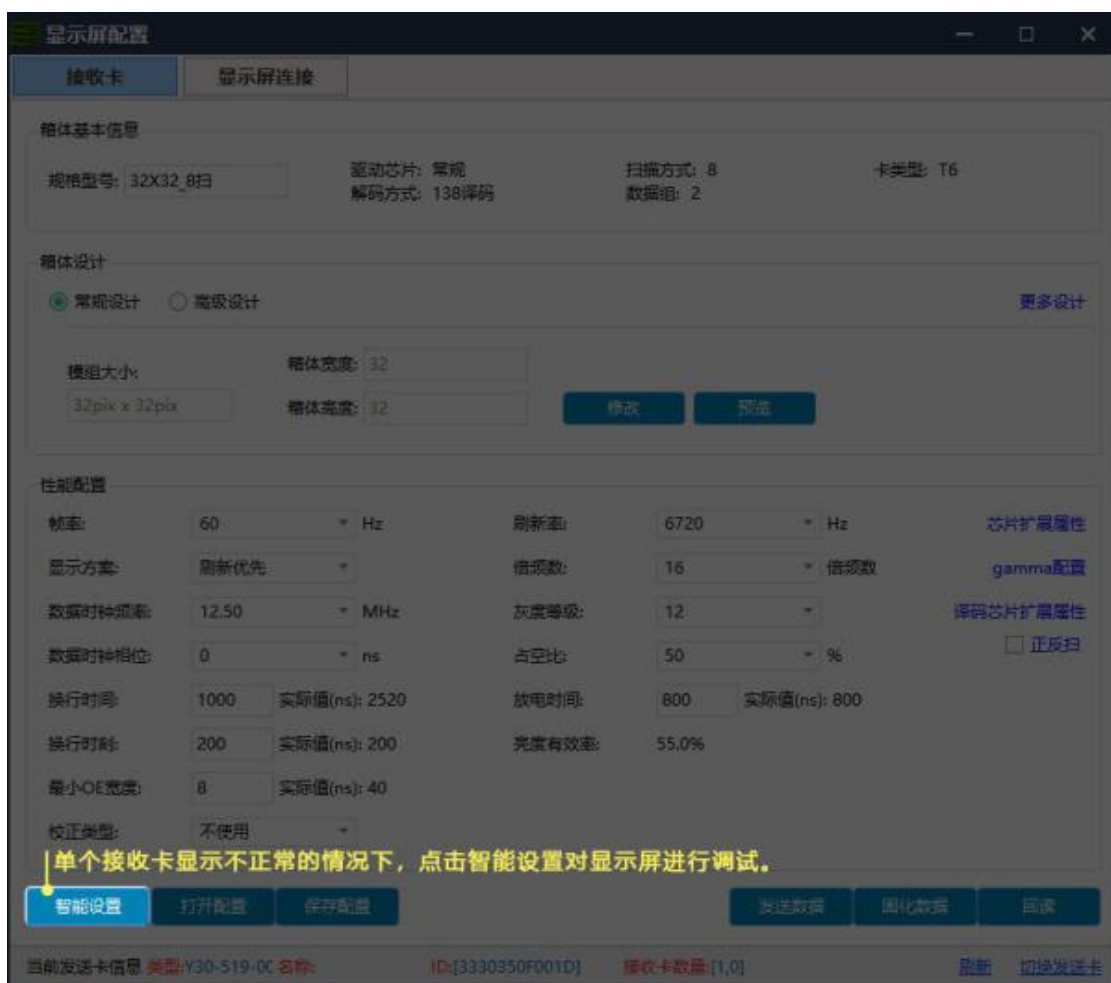 显示屏配置
接收卡 显示屏连接
箱体基本信息
规格型号: 32X32_8扫 驱动芯片: 常规 扫描方式: 8 卡类型: T6
解码方式: 138译码 数据组: 2
箱体设计
常规设计 高级设计 更多设计
模组大小: 箱体宽度: 32
32pix x 32pix 箱体高度: 32 修改 预览
性能配置
帧率: 60 Hz 刷新率: 6720 Hz 芯片扩展属性
显示方案: 刷新优先 倍频数: 16 倍频数 gamma配置
数据时钟频率: 12.50 MHz 灰度等级: 12 译码芯片扩展属性
数据时钟相位: 0 ns 占空比: 50 % 正反扫
换行时间: 1000 实际值(ns): 2520 放电时间: 800 实际值(ns): 800
换行时刻: 200 实际值(ns): 200 亮度有效率: 55.0%
最小OE宽度: 8 实际值(ns): 40
校正类型: 不使用
单个接收卡显示不正常的情况下，点击智能设置对显示屏进行调试。
智能设置 打开配置 保存配置 发送数据 固化数据 回读
当前发送卡信息 类型:Y30-519-0C 名称: ID:[3330350F001D] 接收卡数量:[1,0] 刷新 切换发送卡